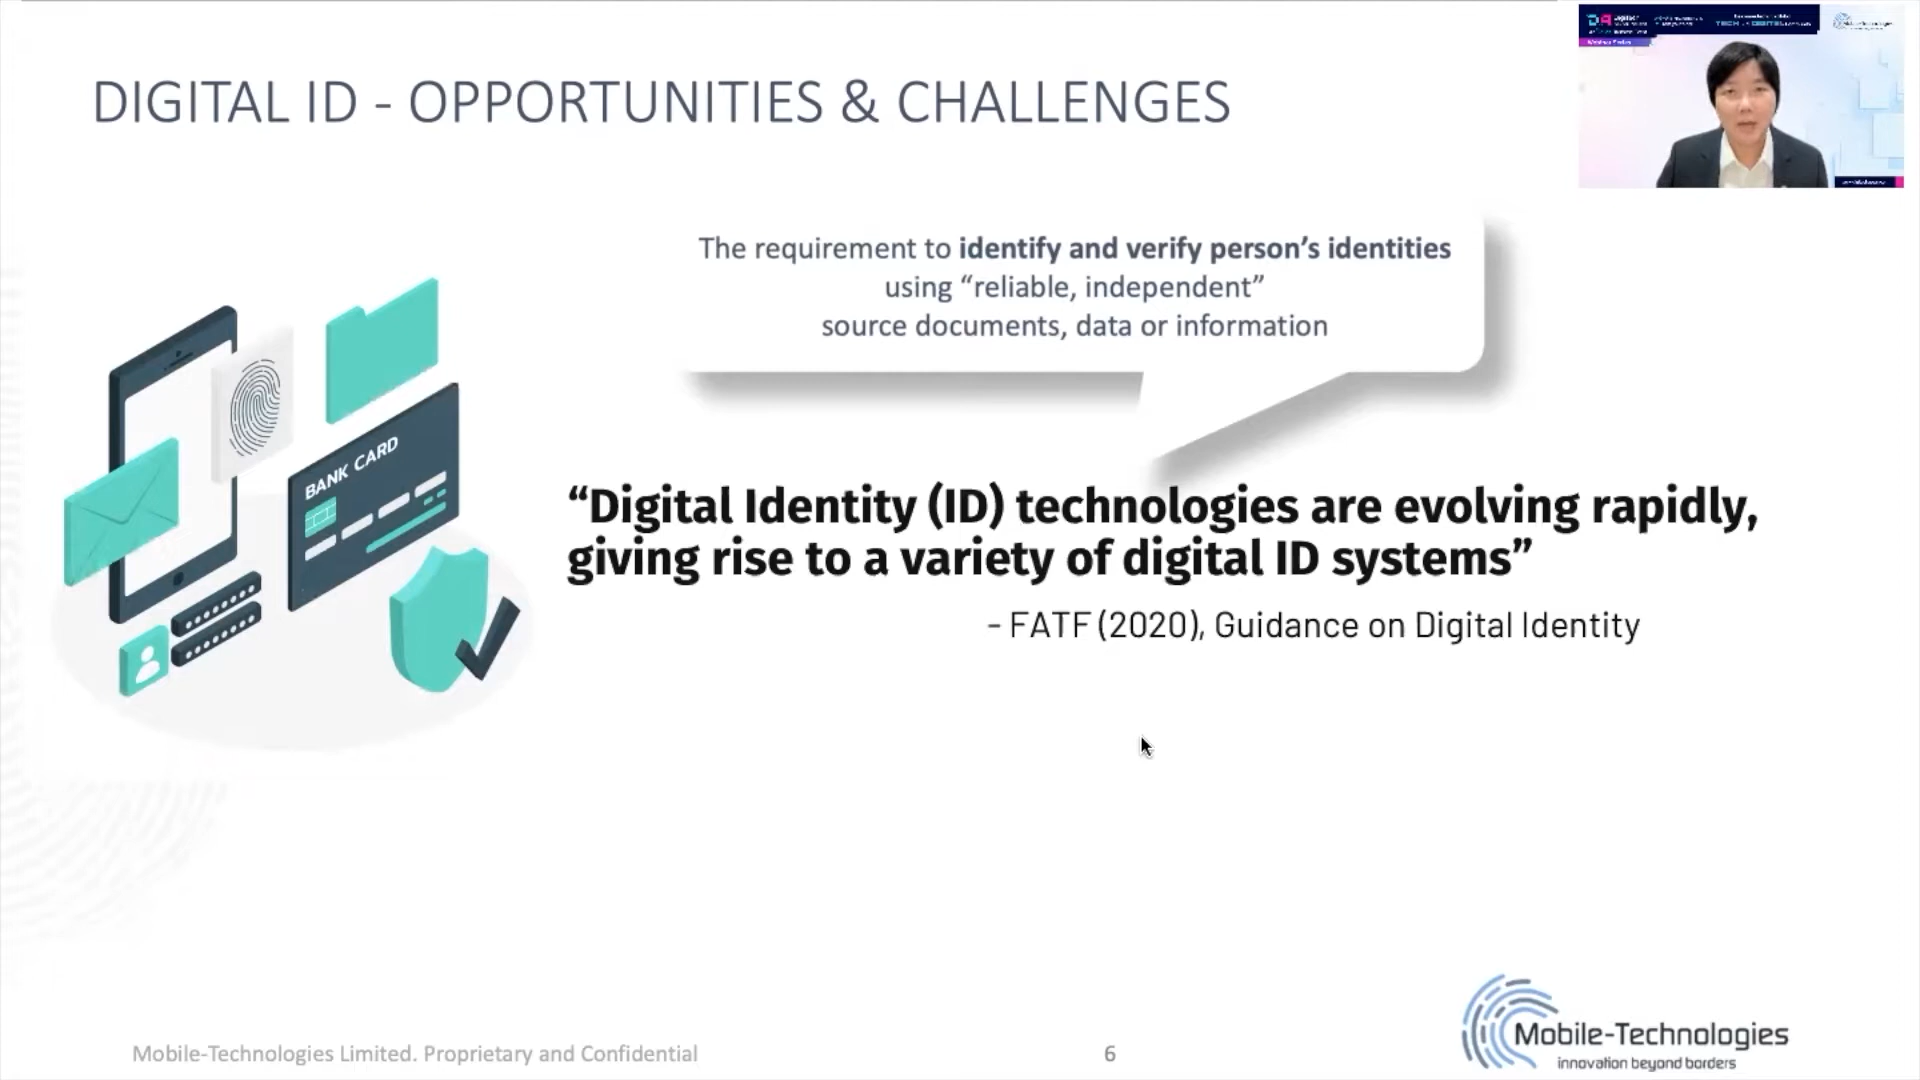 DIGITAL ID - OPPORTUNITIES & CHALLENGES
The requirement to identify and verify person’s identities
using “reliable, independent”
source documents, data or information
BANK CARD
“Digital Identity (ID) technologies are evolving rapidly,
giving rise to a variety of digital ID systems”
- FATF (2020), Guidance on Digital Identity
Mobile-Technologies Limited. Proprietary and Confidential
6
Mobile-Technologies
innovation beyond borders